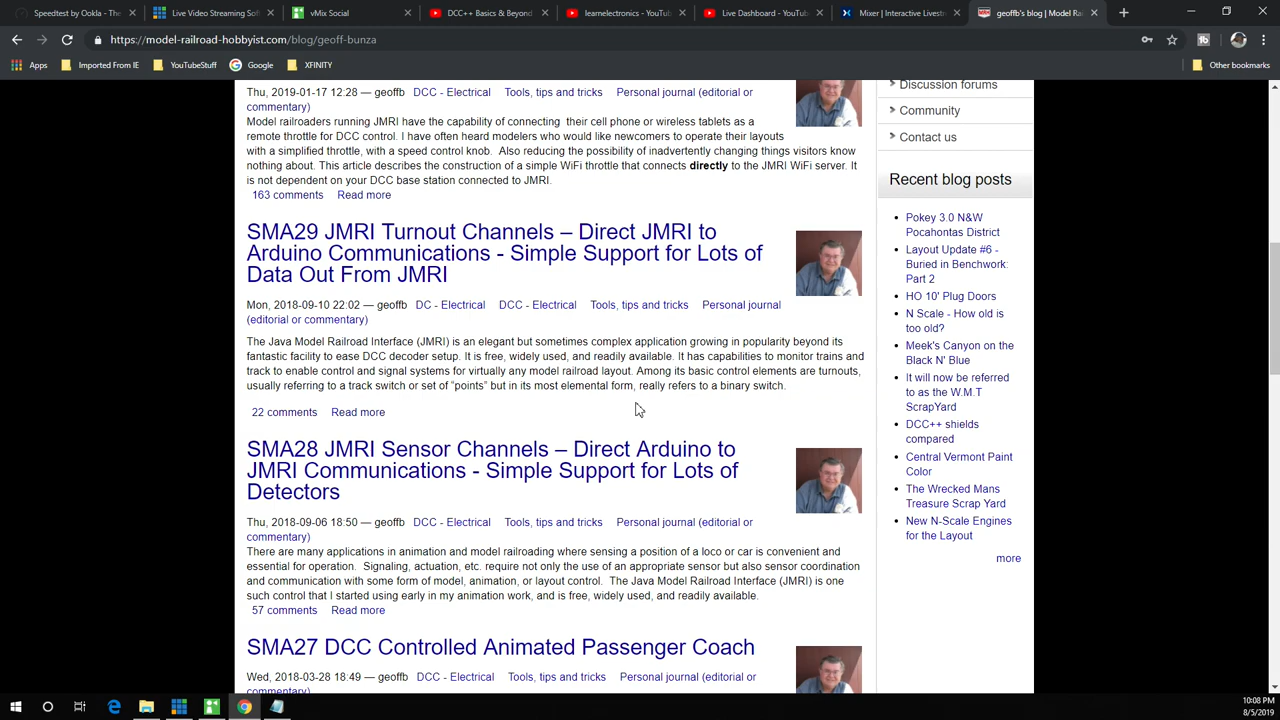 Speedtest by Ookla - The
Live Video Streaming Sof
vMix Social
DCC++ Basics & Beyond
learnelectronics - YouTu
Live Dashboard - YouTu
Mixer | Interactive Livestr
geoffb's blog | Model Rai
https://model-railroad-hobbyist.com/blog/geoff-bunza
Apps
Imported From IE
YouTubeStuff
Google
XFINITY
Other bookmarks
Thu, 2019-01-17 12:28 — geoffb DCC - Electrical Tools, tips and tricks Personal journal (editorial or
commentary)
Model railroaders running JMRI have the capability of connecting their cell phone or wireless tablets as a
remote throttle for DCC control. I have often heard modelers who would like newcomers to operate their layouts
with a simplified throttle, with a speed control knob. Also reducing the possibility of inadvertently changing things visitors know
nothing about. This article describes the construction of a simple WiFi throttle that connects directly to the JMRI WiFi server. It
is not dependent on your DCC base station connected to JMRI.
163 comments Read more
SMA29 JMRI Turnout Channels – Direct JMRI to
Arduino Communications - Simple Support for Lots of
Data Out From JMRI
Mon, 2018-09-10 22:02 — geoffb DC - Electrical DCC - Electrical Tools, tips and tricks Personal journal
(editorial or commentary)
The Java Model Railroad Interface (JMRI) is an elegant but sometimes complex application growing in popularity beyond its
fantastic facility to ease DCC decoder setup. It is free, widely used, and readily available. It has capabilities to monitor trains and
track to enable control and signal systems for virtually any model railroad layout. Among its basic control elements are turnouts,
usually referring to a track switch or set of “points” but in its most elemental form, really refers to a binary switch.
22 comments Read more
SMA28 JMRI Sensor Channels – Direct Arduino to
JMRI Communications - Simple Support for Lots of
Detectors
Thu, 2018-09-06 18:50 — geoffb DCC - Electrical Tools, tips and tricks Personal journal (editorial or
commentary)
There are many applications in animation and model railroading where sensing a position of a loco or car is convenient and
essential for operation. Signaling, actuation, etc. require not only the use of an appropriate sensor but also sensor coordination
and communication with some form of model, animation, or layout control. The Java Model Railroad Interface (JMRI) is one
such control that I started using early in my animation work, and is free, widely used, and readily available.
57 comments Read more
SMA27 DCC Controlled Animated Passenger Coach
Wed, 2018-03-28 18:49 — geoffb DCC - Electrical Tools, tips and tricks Personal journal (editorial or
commentary)
Discussion forums
Community
Contact us
Recent blog posts
Pokey 3.0 N&W
Pocahontas District
Layout Update #6 -
Buried in Benchwork:
Part 2
HO 10' Plug Doors
N Scale - How old is
too old?
Meek's Canyon on the
Black N' Blue
It will now be referred
to as the W.M.T
ScrapYard
DCC++ shields
compared
Central Vermont Paint
Color
The Wrecked Mans
Treasure Scrap Yard
New N-Scale Engines
for the Layout
more
10:08 PM
8/5/2019